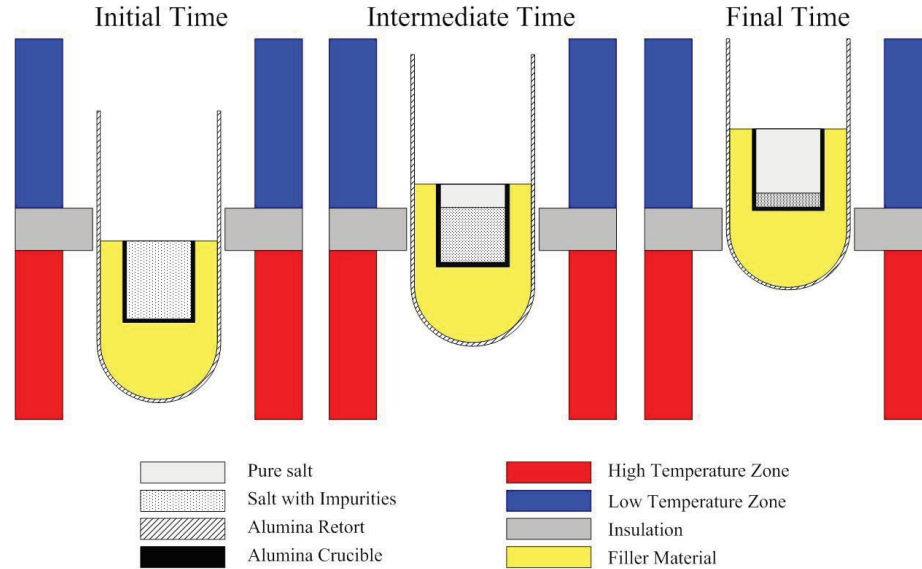 Initial Time
Intermediate Time
Final Time
Pure salt
High Temperature Zone
Salt with Impurities
Low Temperature Zone
Alumina Retort
Insulation
Alumina Crucible
Filler Material